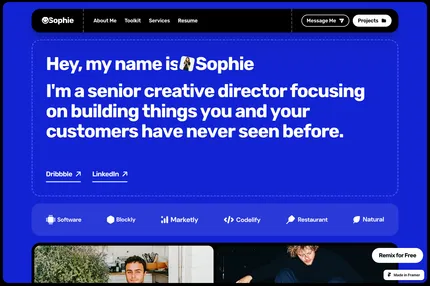 Sophie
About Me
Toolkit
Services
Resume
Message Me
Projects
Hey, my name is Sophie
I'm a senior creative director focusing
on building things you and your
customers have never seen before.
Dribbble
LinkedIn
Software
Blockly
Marketly
Codelify
Restaurant
Natural
Remix for Free
Made in Framer